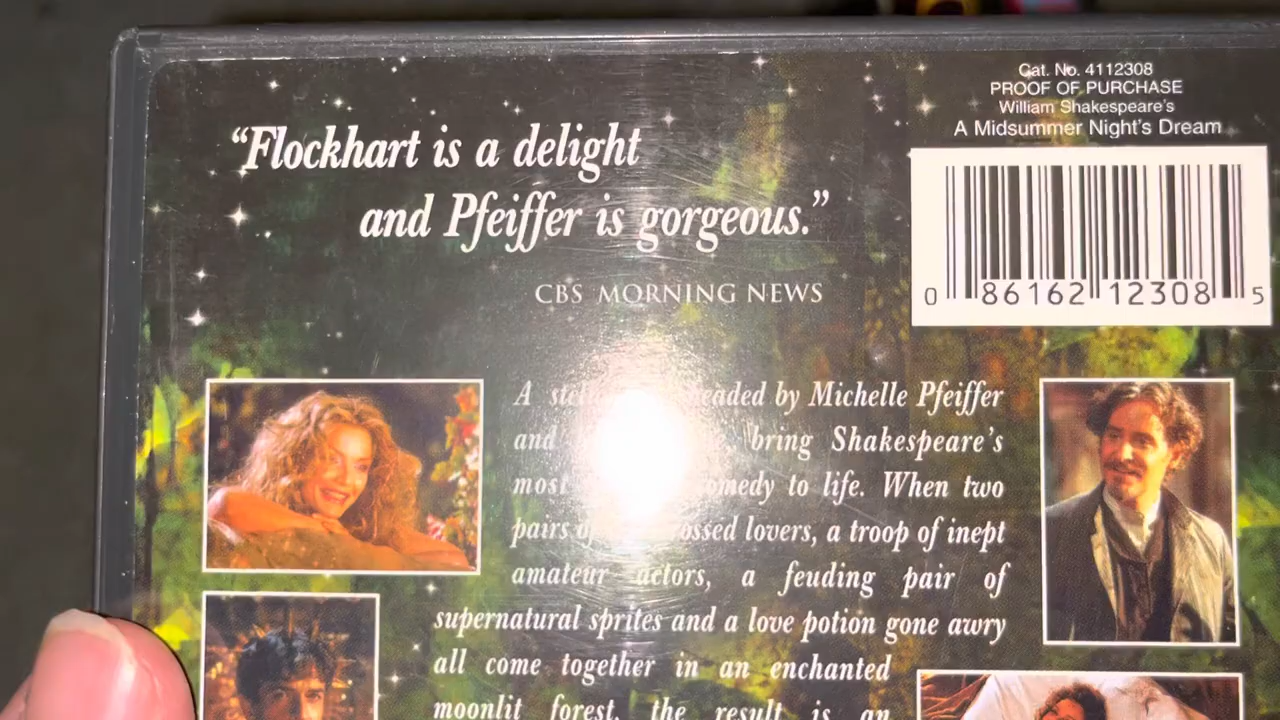 Cat. No. 4112308
PROOF OF PURCHASE
William Shakespeare's
A Midsummer Night's Dream
0 86162 12308 5
“Flockhart is a delight
and Pfeiffer is gorgeous.”
CBS MORNING NEWS
A headed by Michelle Pfeiffer
and bring Shakespeare's
most comedy to life. When two
pairs lovers, a troop of inept
amateur actors, a feuding pair of
supernatural sprites and a love potion gone awry
all come together in an enchanted
moonlit forest, the result is an